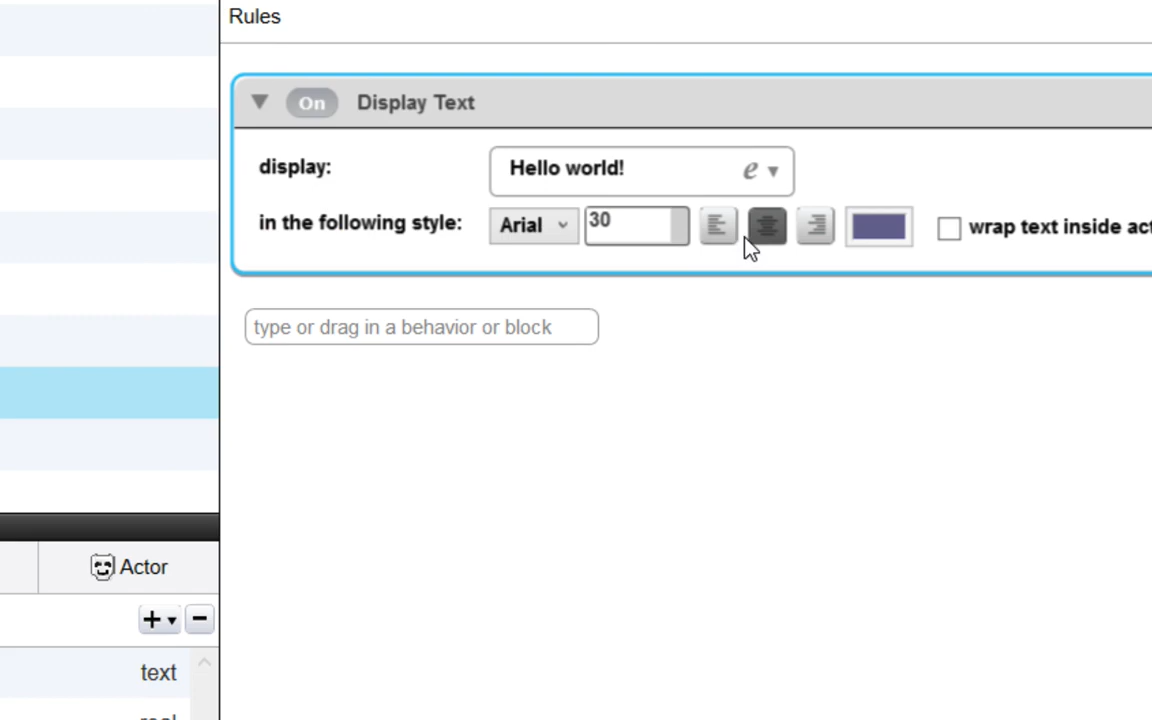 Rules
On Display Text
display: Hello world! e
in the following style: Arial 30 wrap text inside
type or drag in a behavior or block
Actor
text